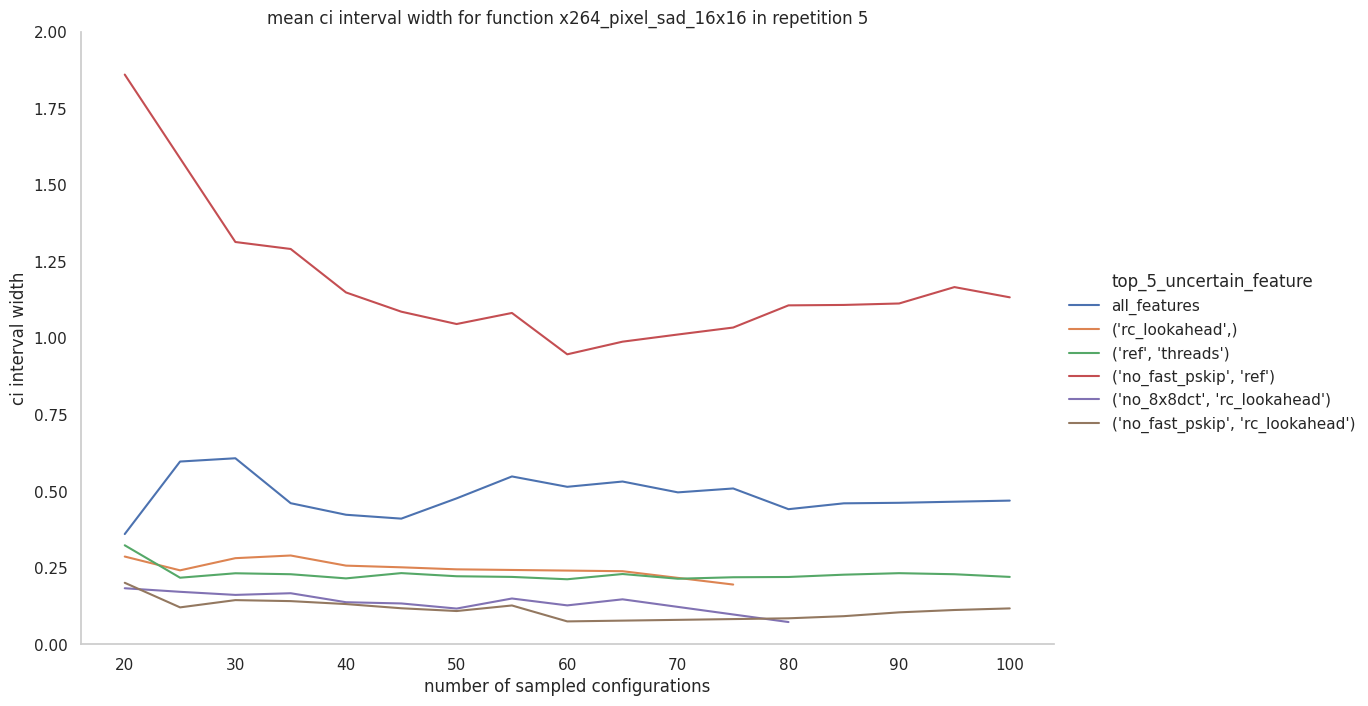 mean ci interval width for function x264_pixel_sad_16x16 in repetition 5
2.00
1.75
1.50
1.25
1.00
0.75
0.50
0.25
0.00
ci interval width
20 30 40 50 60 70 80 90 100
number of sampled configurations
top_5_uncertain_feature
all_features
('rc_lookahead',)
('ref', 'threads')
('no_fast_pskip', 'ref')
('no_8x8dct', 'rc_lookahead')
('no_fast_pskip', 'rc_lookahead')